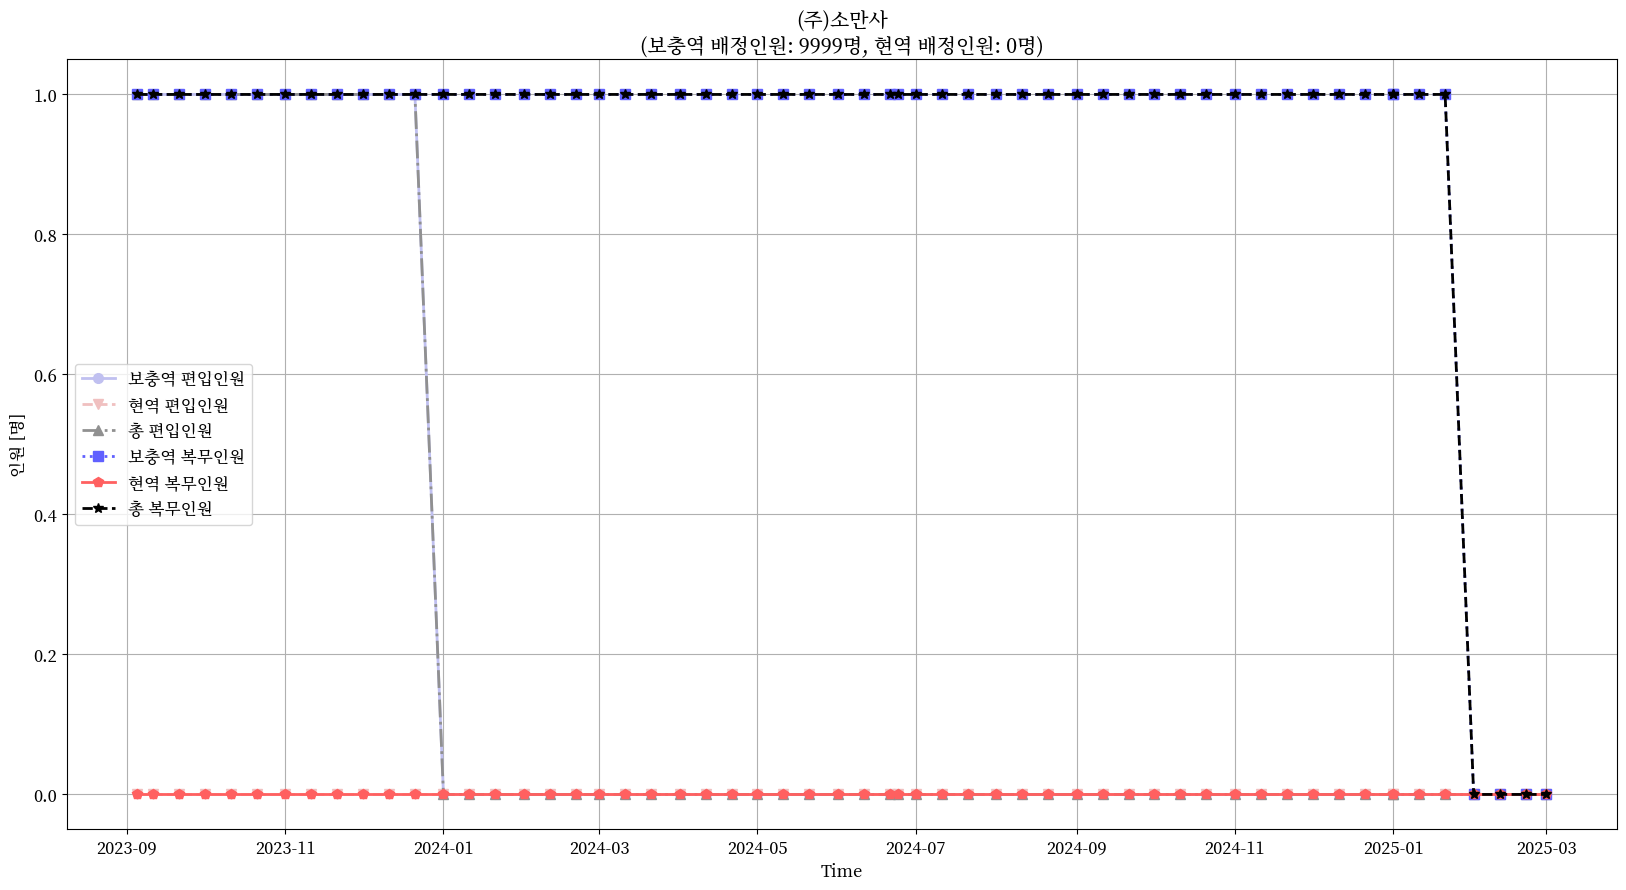 (주)소만사
(보충역 배정인원: 9999명, 현역 배정인원: 0명)
인원 [명]
1.0
0.8
0.6
0.4
0.2
0.0
보충역 편입인원
현역 편입인원
총 편입인원
보충역 복무인원
현역 복무인원
총 복무인원
2023-09 2023-11 2024-01 2024-03 2024-05 2024-07 2024-09 2024-11 2025-01 2025-03
Time